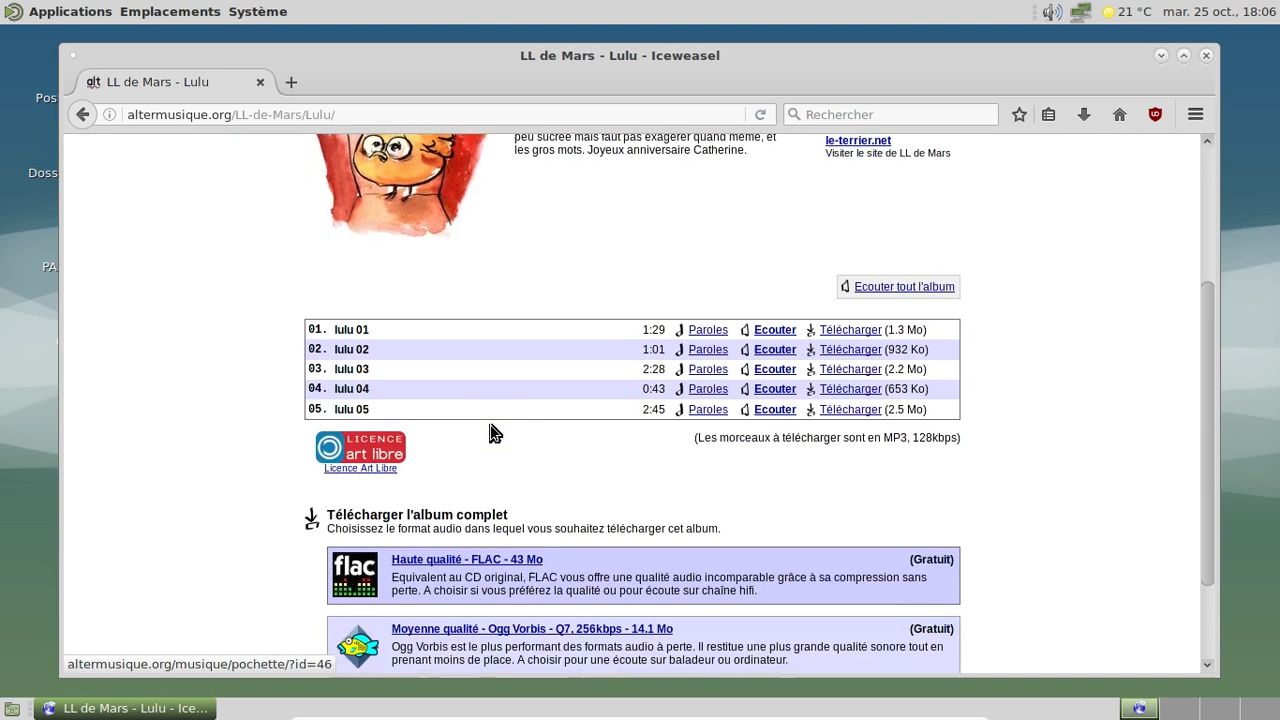 Applications Emplacements Système
21 °C mar. 25 oct., 18:06
LL de Mars - Lulu - Iceweasel
alt LL de Mars - Lulu
altermusique.org/LL-de-Mars/Lulu/
Rechercher
Pos
Doss
PA
peu sucrée mais faut pas exagérer quand même, et
les gros mots. Joyeux anniversaire Catherine.
le-terrier.net
Visiter le site de LL de Mars
Ecouter tout l'album
01. lulu 01 1:29 Paroles Ecouter Télécharger (1.3 Mo)
02. lulu 02 1:01 Paroles Ecouter Télécharger (932 Ko)
03. lulu 03 2:28 Paroles Ecouter Télécharger (2.2 Mo)
04. lulu 04 0:43 Paroles Ecouter Télécharger (653 Ko)
05. lulu 05 2:45 Paroles Ecouter Télécharger (2.5 Mo)
LICENCE
art libre
Licence Art Libre
(Les morceaux à télécharger sont en MP3, 128kbps)
Télécharger l'album complet
Choisissez le format audio dans lequel vous souhaitez télécharger cet album.
flac
Haute qualité - FLAC - 43 Mo (Gratuit)
Equivalent au CD original, FLAC vous offre une qualité audio incomparable grâce à sa compression sans
perte. A choisir si vous préférez la qualité ou pour écoute sur chaîne hifi.
Moyenne qualité - Ogg Vorbis - Q7, 256kbps - 14.1 Mo (Gratuit)
Ogg Vorbis est le plus performant des formats audio à perte. Il restitue une plus grande qualité sonore tout en
prenant moins de place. A choisir pour une écoute sur baladeur ou ordinateur.
altermusique.org/musique/pochette/?id=46
LL de Mars - Lulu - Ice...